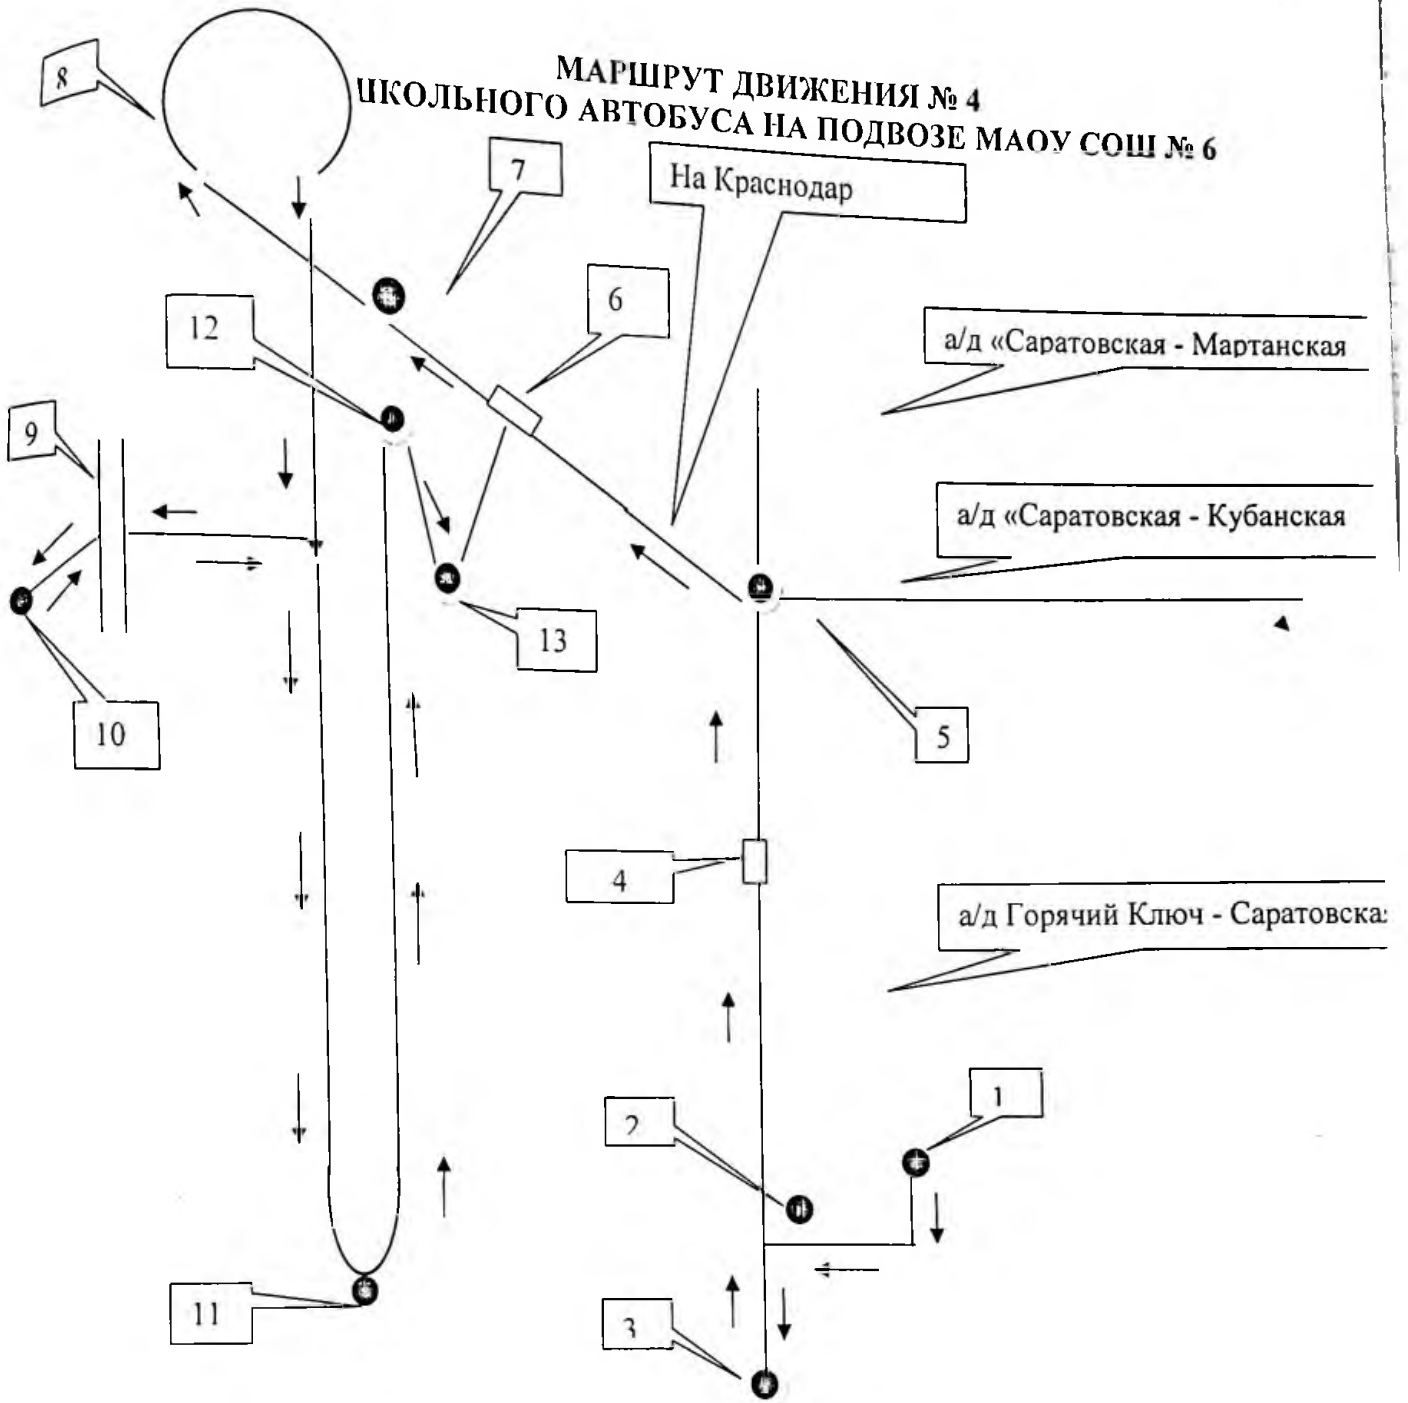 МАРШРУТ ДВИЖЕНИЯ № 4
ШКОЛЬНОГО АВТОБУСА НА ПОДВОЗЕ МАОУ СОШ № 6
8
7
На Краснодар
6
12
а/д «Саратовская - Мартанская
9
а/д «Саратовская - Кубанская
13
10
5
4
а/д Горячий Ключ - Саратовска
1
2
11
3